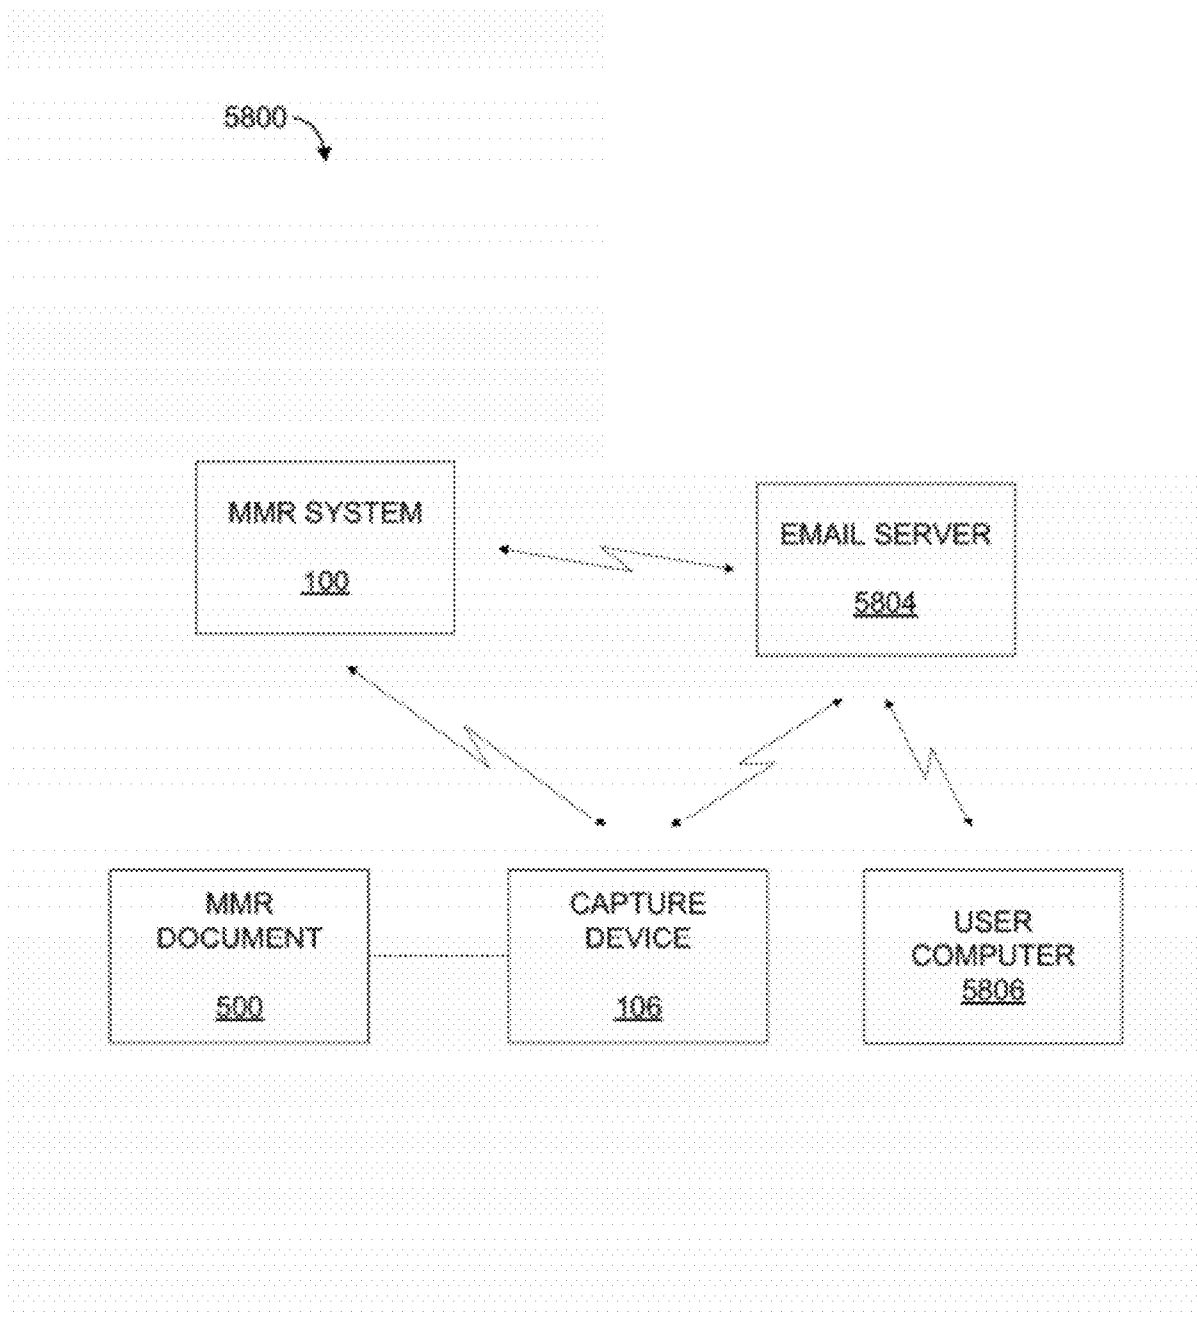 5800
MMR SYSTEM
100
EMAIL SERVER
5804
MMR
DOCUMENT
500
CAPTURE
DEVICE
106
USER
COMPUTER
5806